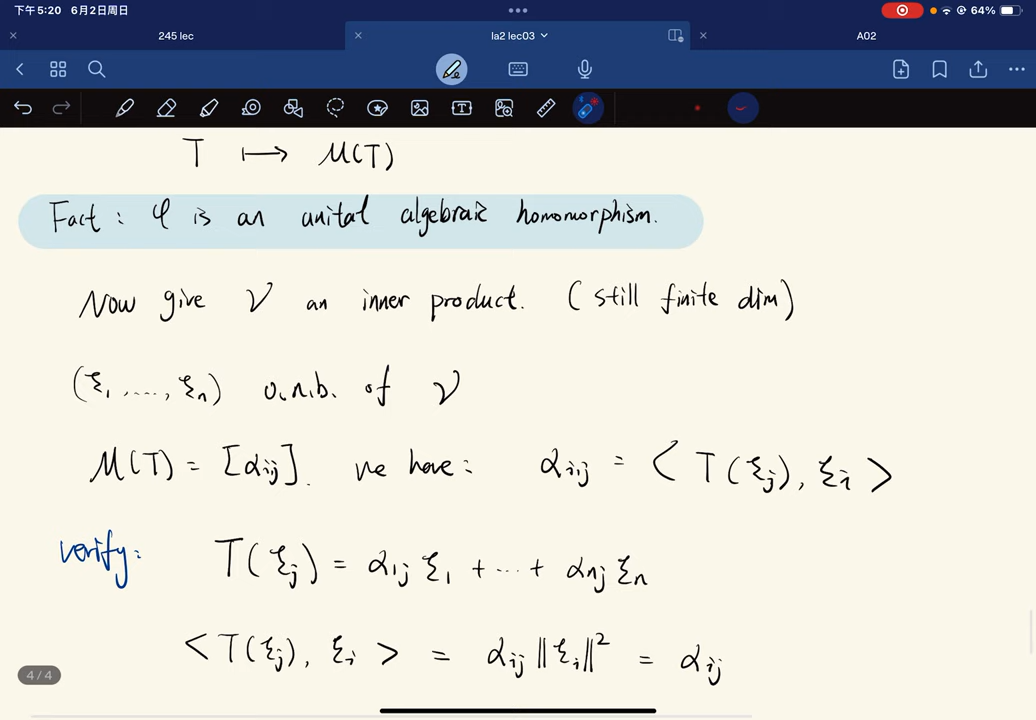 下午5:20 6月2日周日
64%
245 lec
la2 lec03
A02
T ⟼ M(T)
Fact : φ is an unital algebraic homomorphism.
Now give V an inner product. (still finite dim)
(ξ₁, ..., ξₙ) o.n.b. of V
M(T) = [αij]. we have : αij = < T(ξj), ξi >
verify: T(ξj) = α₁j ξ₁ + ... + αnj ξn
< T(ξj), ξi > = αij ||ξi||² = αij
4 / 4